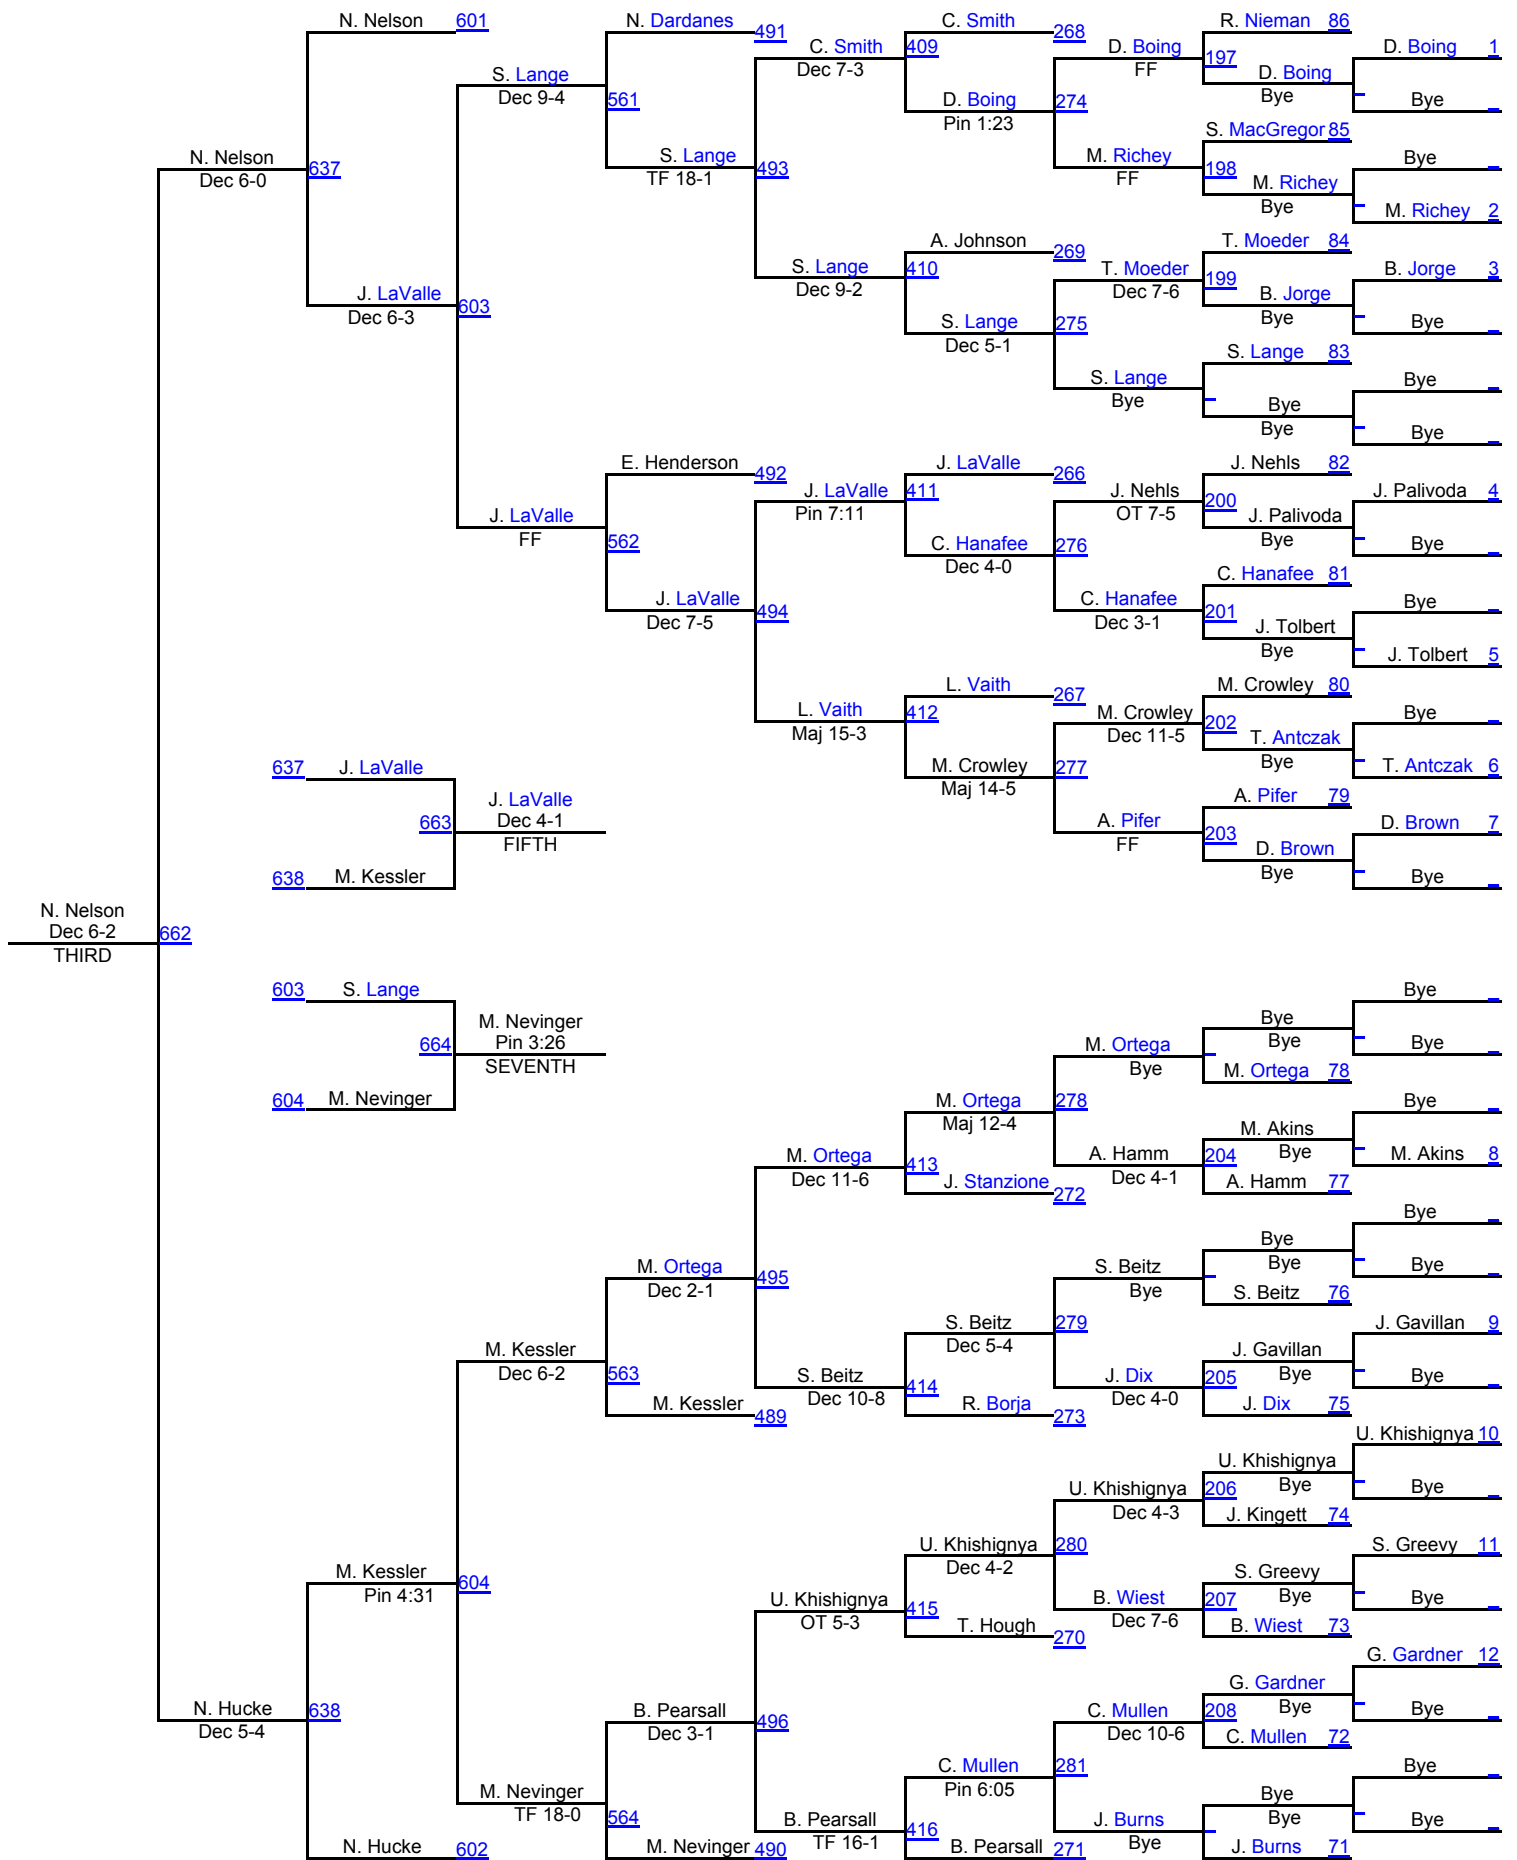 N. Nelson 601
N. Dardanes 491
C. Smith 268
R. Nieman 86
C. Smith 409
Dec 7-3
D. Boing
FF
197
D. Boing 1
S. Lange
Dec 9-4
D. Boing
Bye
561
D. Boing 274
Pin 1:23
Bye
S. MacGregor 85
N. Nelson
Dec 6-0
637
S. Lange
TF 18-1
493
M. Richey
FF
198
Bye
M. Richey
Bye
M. Richey 2
A. Johnson 269
T. Moeder 84
S. Lange 410
Dec 9-2
T. Moeder
Dec 7-6
199
B. Jorge 3
J. LaValle
Dec 6-3
603
B. Jorge
Bye
S. Lange 275
Dec 5-1
Bye
S. Lange 83
S. Lange
Bye
Bye
Bye
Bye
Bye
E. Henderson 492
J. LaValle 266
J. Nehls 82
J. LaValle 411
Pin 7:11
J. Nehls
OT 7-5
200
J. Palivoda 4
J. LaValle
FF
562
J. Palivoda
Bye
C. Hanafee 276
Dec 4-0
Bye
C. Hanafee 81
J. LaValle
Dec 7-5
494
C. Hanafee
Dec 3-1
201
Bye
J. Tolbert
Bye
J. Tolbert 5
L. Vaith 267
M. Crowley 80
L. Vaith 412
Maj 15-3
M. Crowley
Dec 11-5
202
Bye
T. Antczak
Bye
637 J. LaValle
M. Crowley 277
Maj 14-5
T. Antczak 6
J. LaValle
663 Dec 4-1
FIFTH
A. Pifer 79
A. Pifer
FF
203
D. Brown 7
D. Brown
Bye
638 M. Kessler
Bye
N. Nelson
Dec 6-2
THIRD
662
603 S. Lange
Bye
M. Nevinger
664 Pin 3:26
SEVENTH
Bye
Bye
Bye
M. Ortega
Bye
M. Ortega 78
604 M. Nevinger
M. Ortega 278
Maj 12-4
Bye
M. Akins
Bye
M. Ortega 413
Dec 11-6
A. Hamm
Dec 4-1
204
M. Akins 8
J. Stanzione 272
A. Hamm 77
Bye
M. Ortega
Dec 2-1
495
S. Beitz
Bye
Bye
Bye
Bye
S. Beitz 76
S. Beitz 279
Dec 5-4
J. Gavillan 9
M. Kessler
Dec 6-2
563
J. Gavillan
Bye
S. Beitz 414
Dec 10-8
J. Dix
Dec 4-0
205
Bye
M. Kessler 489
R. Borja 273
J. Dix 75
U. Khishignya 10
U. Khishignya
Bye
U. Khishignya
Dec 4-3
206
Bye
J. Kingett 74
U. Khishignya 280
Dec 4-2
S. Greevy 11
M. Kessler
Pin 4:31
604
S. Greevy
Bye
U. Khishignya 415
OT 5-3
B. Wiest
Dec 7-6
207
Bye
T. Hough 270
B. Wiest 73
G. Gardner 12
G. Gardner
Bye
N. Hucke
Dec 5-4
638
B. Pearsall
Dec 3-1
496
C. Mullen
Dec 10-6
208
Bye
C. Mullen 72
C. Mullen 281
Pin 6:05
Bye
M. Nevinger
TF 18-0
564
Bye
Bye
B. Pearsall 416
TF 16-1
J. Burns
Bye
Bye
N. Hucke 602
M. Nevinger 490
B. Pearsall 271
J. Burns 71